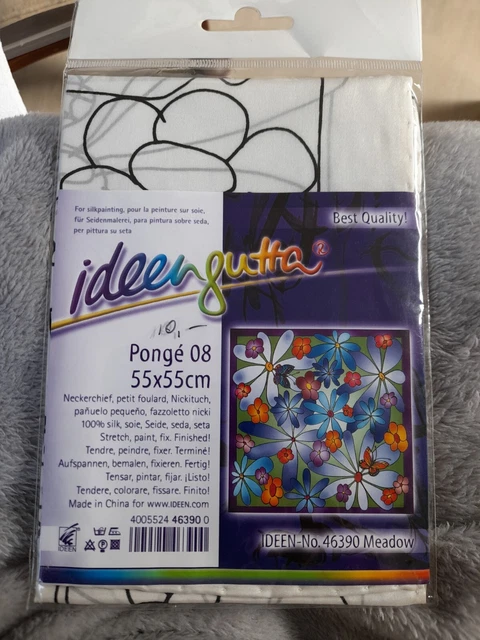 For silkpainting, pour la peinture sur soie,
für Seidenmalerei, para pintura sobre seda,
per pittura su seta
Best Quality!
ideengutta®
10,-
Pongé 08
55x55cm
Neckerchief, petit foulard, Nickituch,
pañuelo pequeño, fazzoletto nicki
100% silk, soie, Seide, seda, seta
Stretch, paint, fix. Finished!
Tendre, peindre, fixer. Terminé!
Aufspannen, bemalen, fixieren. Fertig!
Tensar, pintar, fijar. ¡Listo!
Tendere, colorare, fissare. Finito!
Made in China for www.IDEEN.com
4005524 46390 0
IDEEN
IDEEN-No. 46390 Meadow